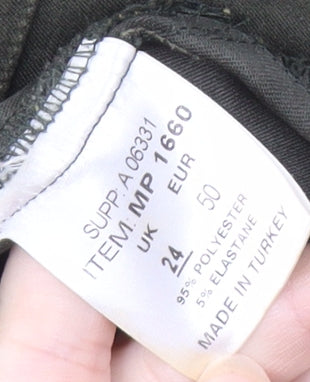 SUPP: A 06331
ITEM: MP 1660
UK EUR
24 50
95% POLYESTER
5% ELASTANE
MADE IN TURKEY